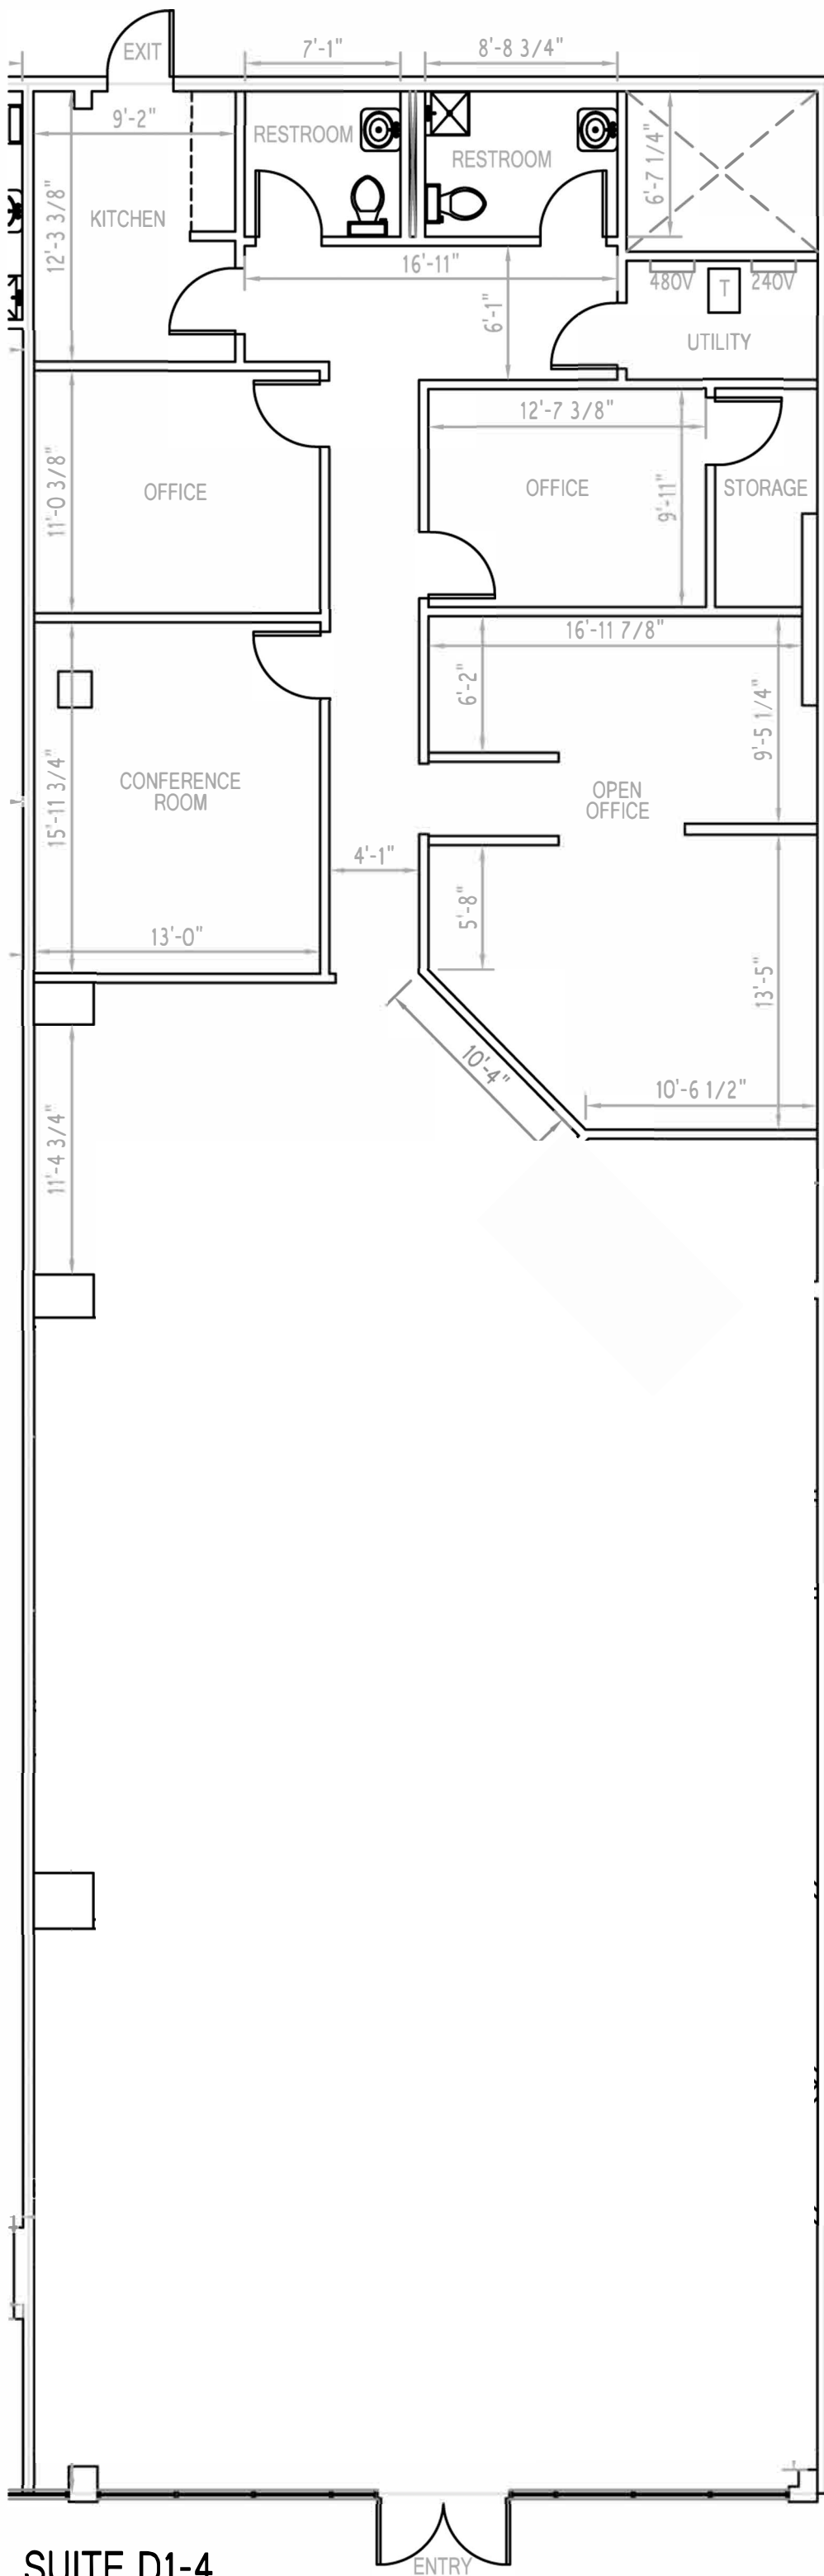 EXIT
7'-1"
8'-8 3/4"
9'-2"
RESTROOM
RESTROOM
6'-7 1/4"
12'-3 3/8"
KITCHEN
16'-11"
480V
T
240V
6'-1"
UTILITY
12'-7 3/8"
11'-0 3/8"
OFFICE
OFFICE
9'-11"
STORAGE
16'-11 7/8"
6'-2"
9'-5 1/4"
15'-11 3/4"
CONFERENCE
ROOM
OPEN
OFFICE
4'-1"
5'-8"
13'-0"
13'-5"
10'-4"
10'-6 1/2"
11'-4 3/4"
SUITE D1-4
ENTRY